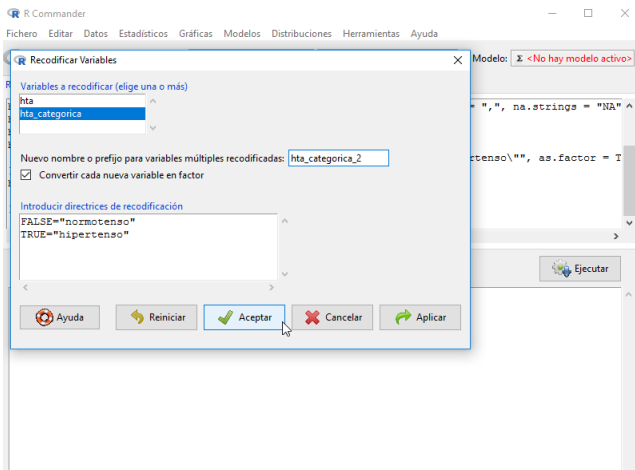 R Commander
Fichero Editar Datos Estadísticos Gráficas Modelos Distribuciones Herramientas Ayuda
Recodificar Variables
Modelo: Σ <No hay modelo activo>
Variables a recodificar (elige una o más)
hta
hta_categorica
= ",", na.strings = "NA"
Nuevo nombre o prefijo para variables múltiples recodificadas: hta_categorica_2
rtenso\"", as.factor = T
Convertir cada nueva variable en factor
Introducir directrices de recodificación
FALSE="normotenso"
TRUE="hipertenso"
Ejecutar
Ayuda Reiniciar Aceptar Cancelar Aplicar